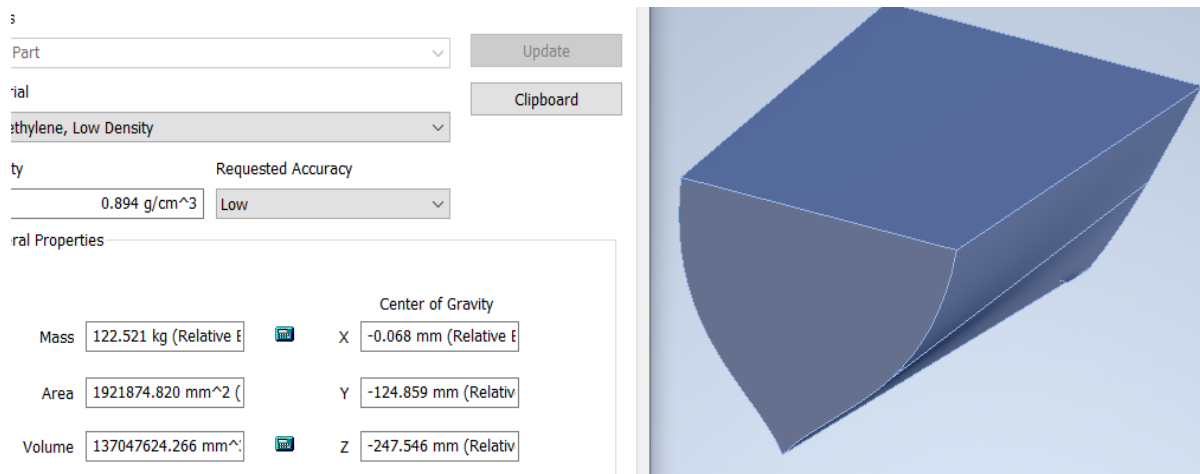 s
Part
Update
rial
Clipboard
ethylene, Low Density
ty
Requested Accuracy
0.894 g/cm^3
Low
ral Properties
Center of Gravity
Mass
122.521 kg (Relative E
X
-0.068 mm (Relative E
Area
1921874.820 mm^2 (
Y
-124.859 mm (Relativ
Volume
137047624.266 mm^
Z
-247.546 mm (Relativ